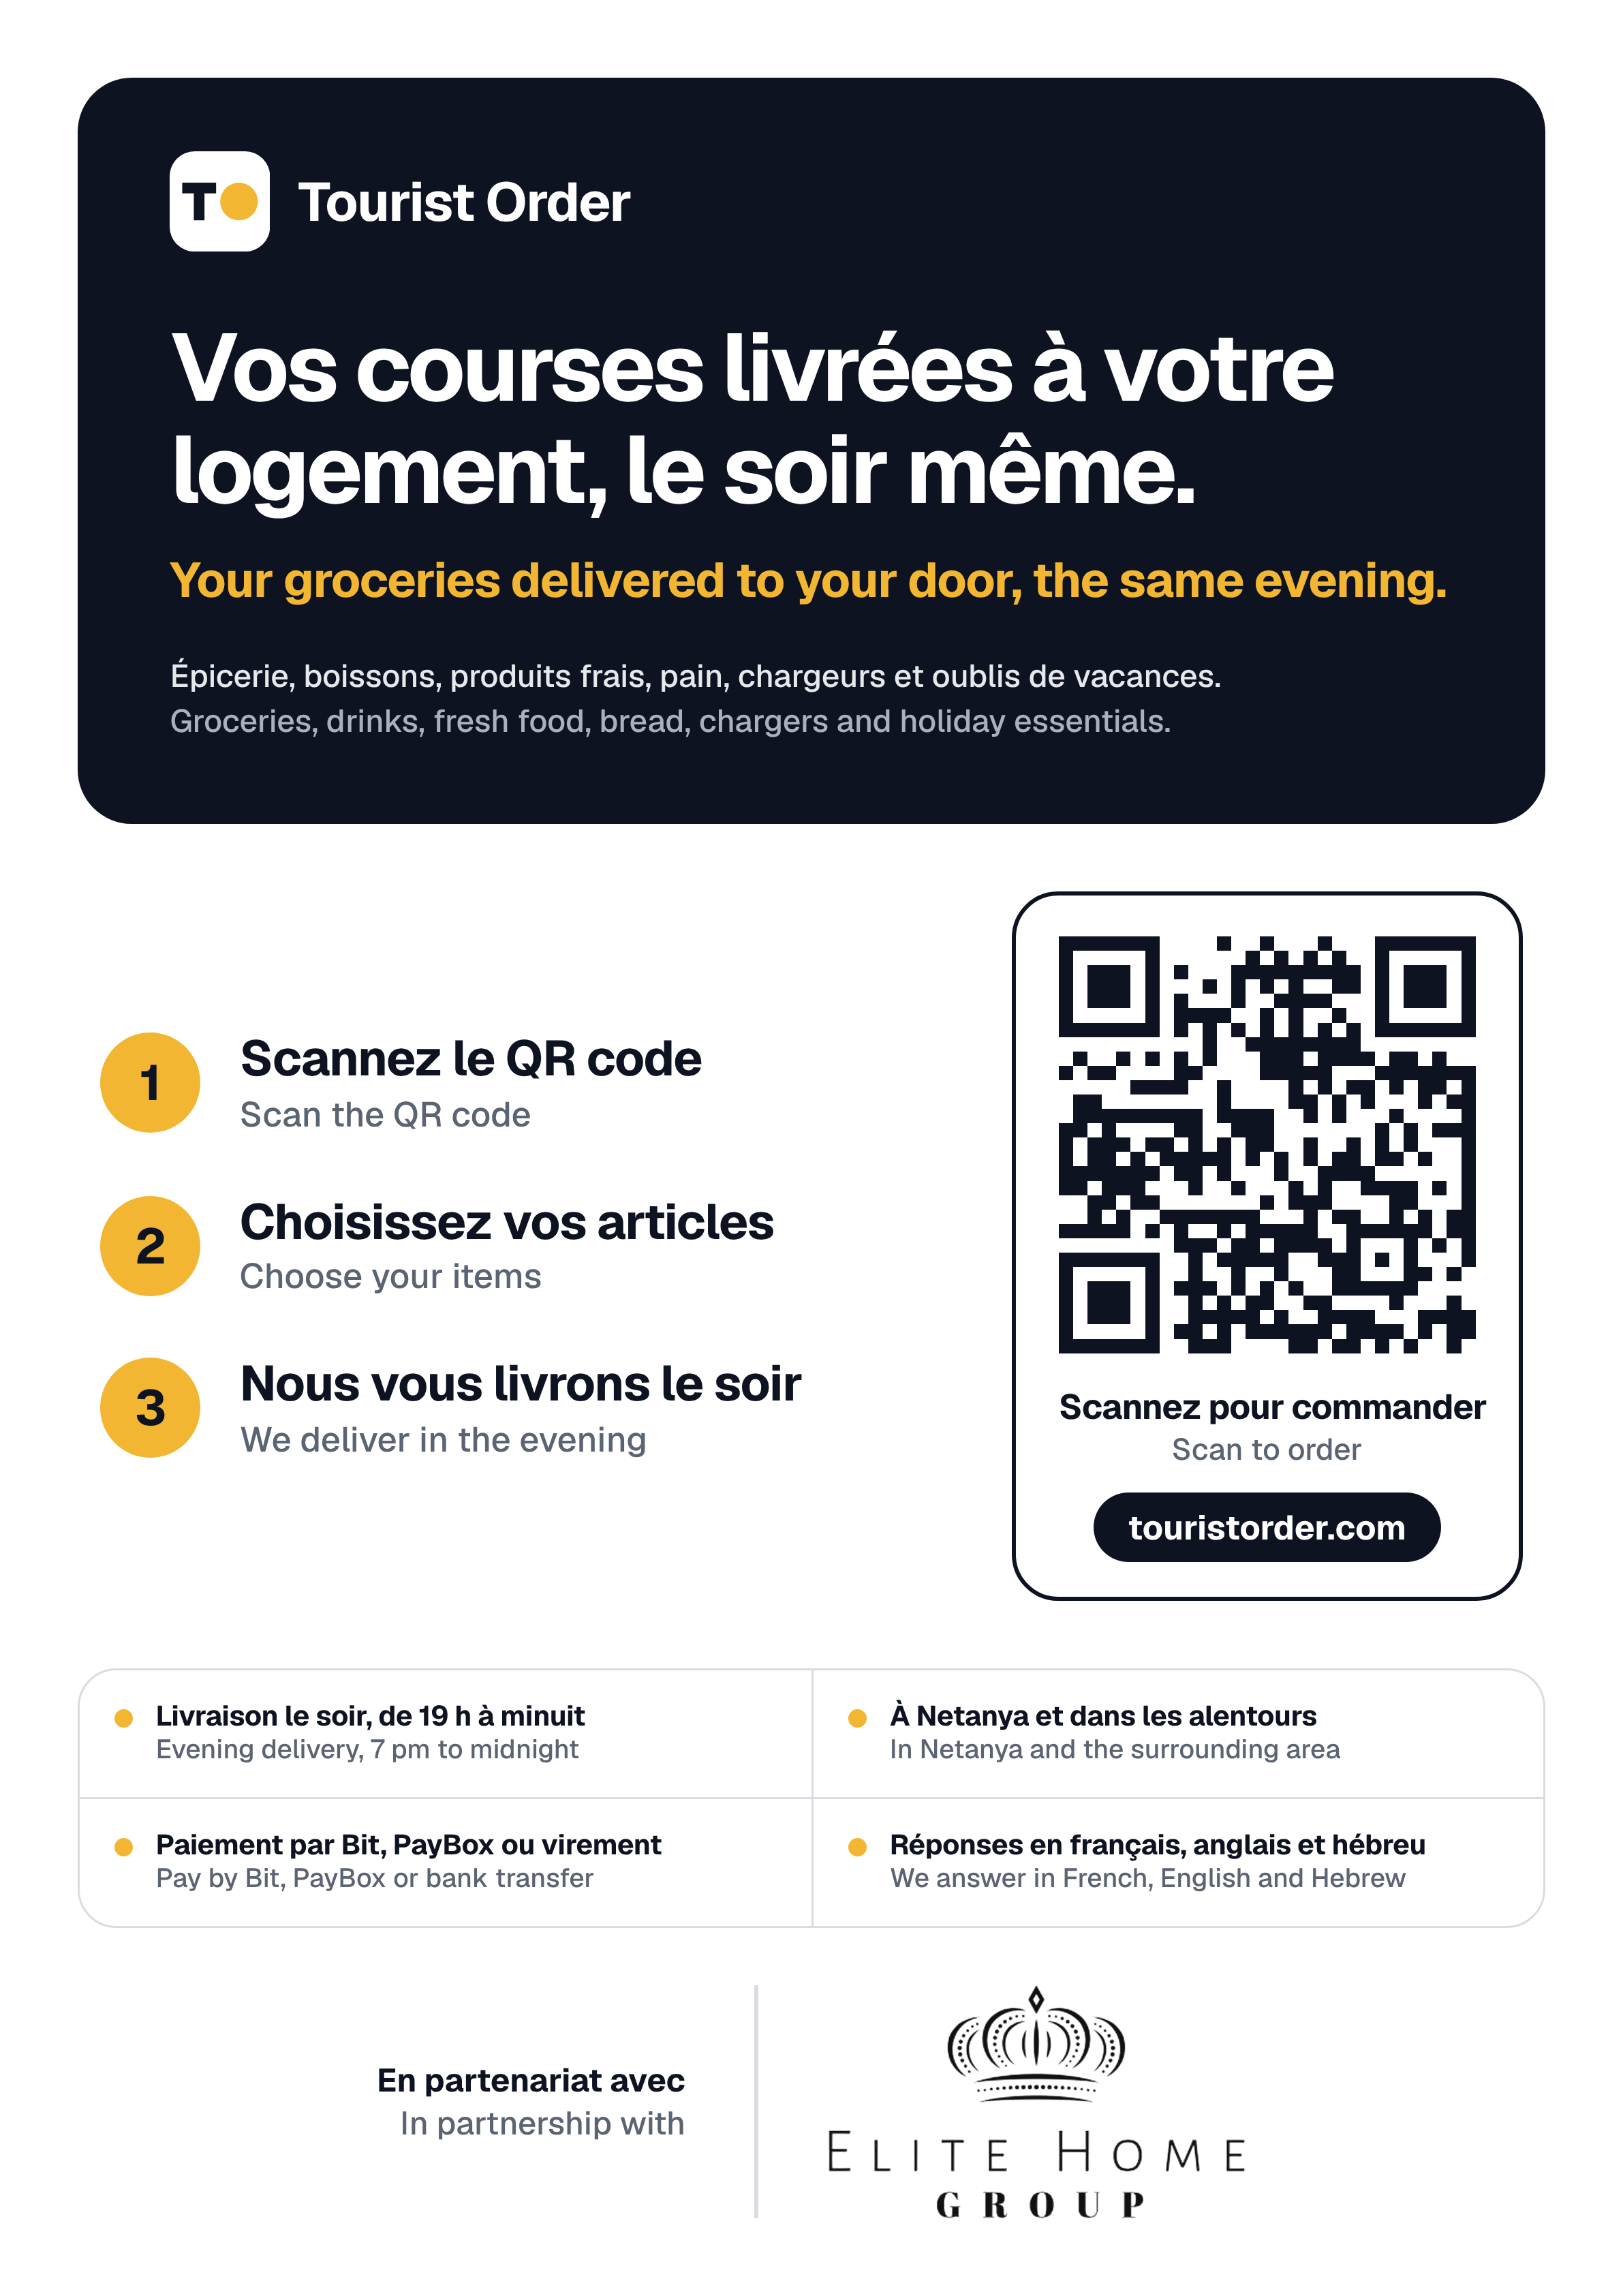 TO Tourist Order
Vos courses livrées à votre
logement, le soir même.
Your groceries delivered to your door, the same evening.
Épicerie, boissons, produits frais, pain, chargeurs et oublis de vacances.
Groceries, drinks, fresh food, bread, chargers and holiday essentials.
1
Scannez le QR code
Scan the QR code
2
Choisissez vos articles
Choose your items
3
Nous vous livrons le soir
We deliver in the evening
Scannez pour commander
Scan to order
touristorder.com
Livraison le soir, de 19 h à minuit
Evening delivery, 7 pm to midnight
À Netanya et dans les alentours
In Netanya and the surrounding area
Paiement par Bit, PayBox ou virement
Pay by Bit, PayBox or bank transfer
Réponses en français, anglais et hébreu
We answer in French, English and Hebrew
En partenariat avec
In partnership with
ELITE HOME
GROUP